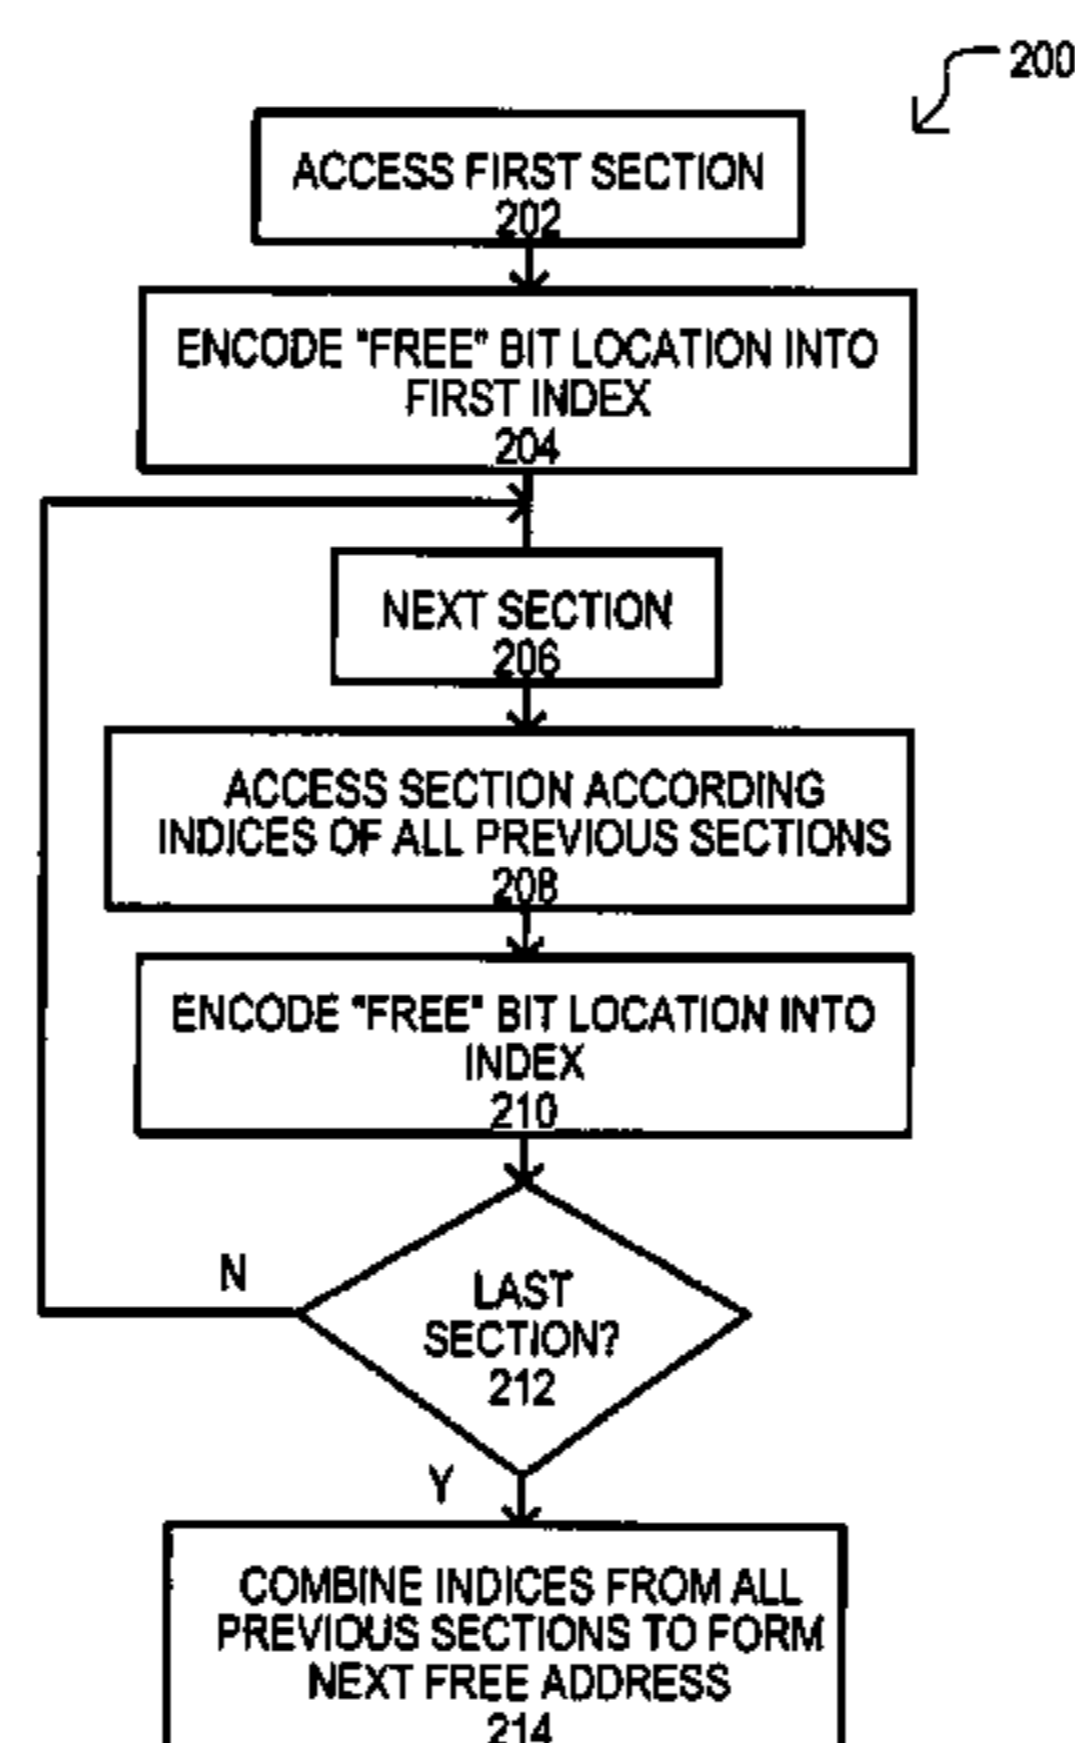 200
ACCESS FIRST SECTION
202
ENCODE "FREE" BIT LOCATION INTO
FIRST INDEX
204
NEXT SECTION
206
ACCESS SECTION ACCORDING
INDICES OF ALL PREVIOUS SECTIONS
208
ENCODE "FREE" BIT LOCATION INTO
INDEX
210
N
LAST
SECTION?
212
Y
COMBINE INDICES FROM ALL
PREVIOUS SECTIONS TO FORM
NEXT FREE ADDRESS
214